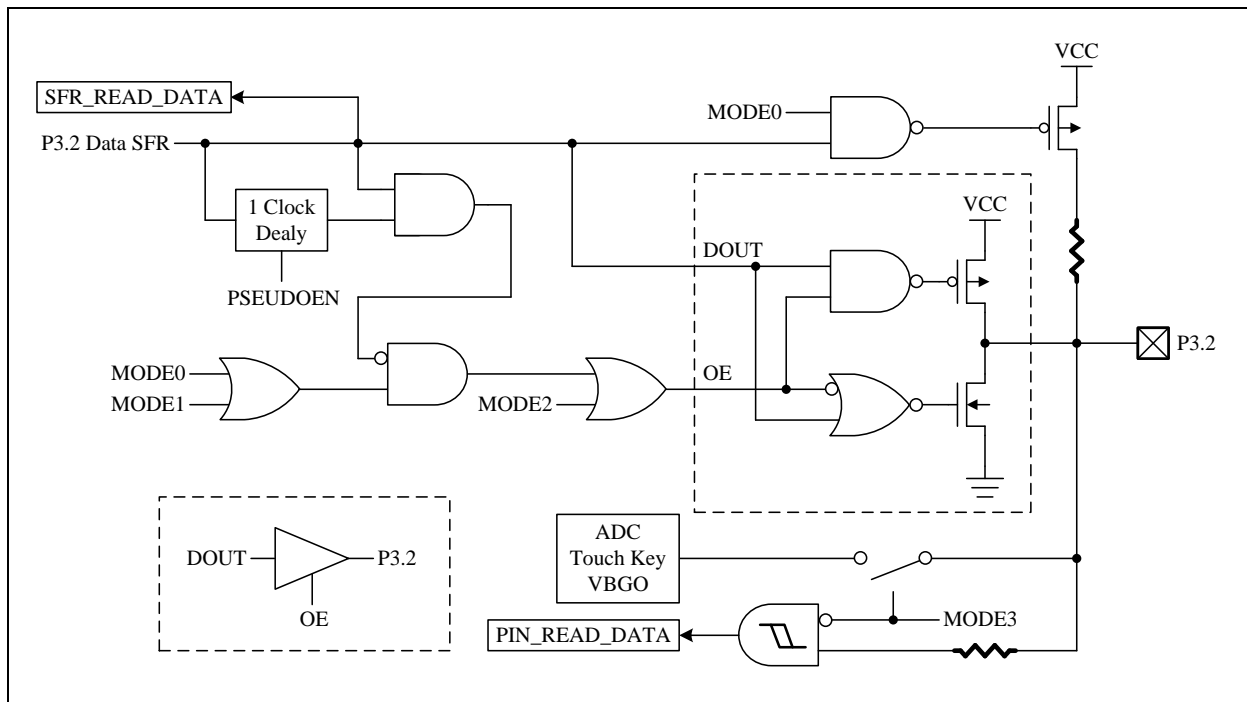 VCC
SFR_READ_DATA
MODE0
P3.2 Data SFR
1 Clock
Dealy
VCC
DOUT
PSEUDOEN
P3.2
MODE0
MODE1
OE
MODE2
ADC
Touch Key
VBGO
DOUT
P3.2
OE
MODE3
PIN_READ_DATA